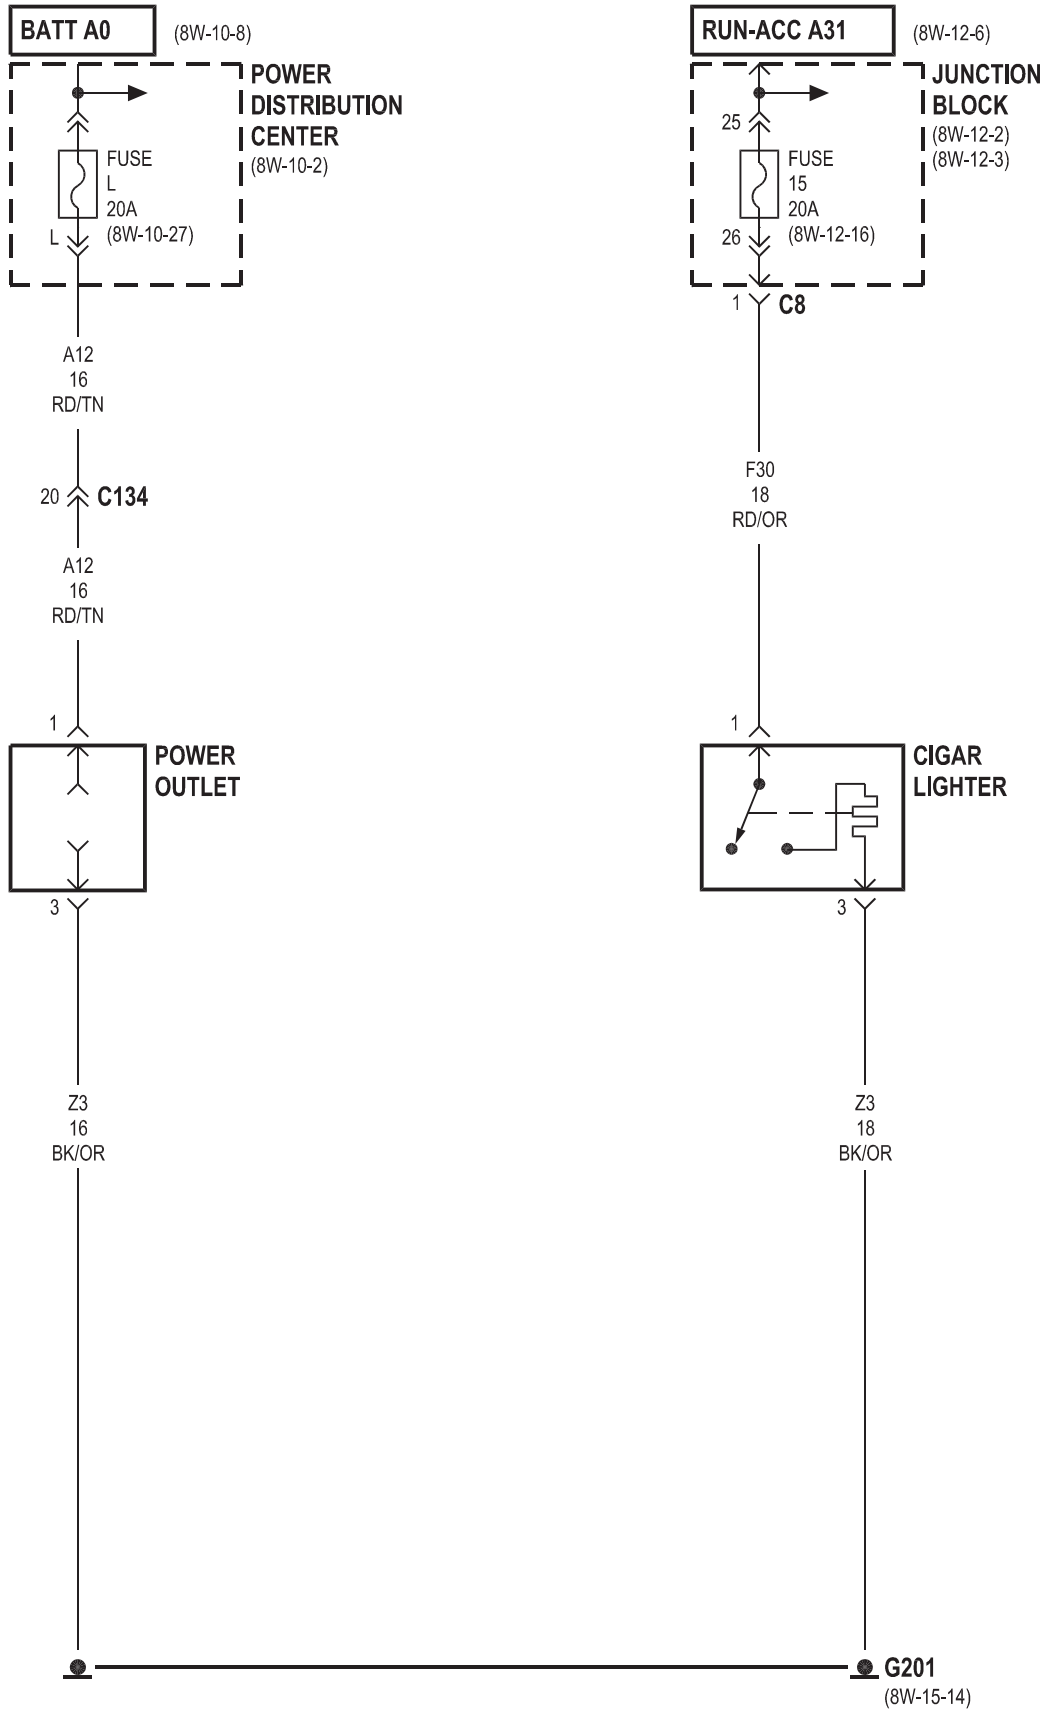 BATT A0
(8W-10-8)
POWER
DISTRIBUTION
CENTER
(8W-10-2)
FUSE
L
20A
(8W-10-27)
L
A12
16
RD/TN
20
C134
A12
16
RD/TN
1
POWER
OUTLET
3
Z3
16
BK/OR
RUN-ACC A31
(8W-12-6)
JUNCTION
BLOCK
(8W-12-2)
(8W-12-3)
25
FUSE
15
20A
(8W-12-16)
26
1
C8
F30
18
RD/OR
1
CIGAR
LIGHTER
3
Z3
18
BK/OR
G201
(8W-15-14)